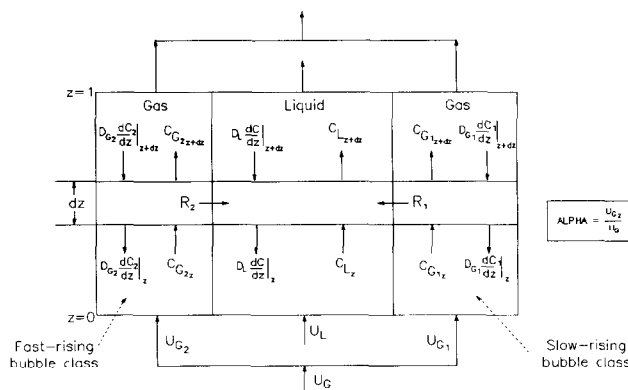 z=1
Gas
Liquid
Gas
D_G2 dC2/dz|z+dz
C_G2 z+dz
D_L dC/dz|z+dz
C_L z+dz
C_G1 z+dz
D_G1 dC1/dz|z+dz
dz
R2
R1
ALPHA = U_G2/U_G
D_G2 dC2/dz|z
C_G2 z
D_L dC/dz|z
C_L z
C_G1 z
D_G1 dC1/dz|z
z=0
Fast-rising
bubble class
U_G2
U_L
U_G1
Slow-rising
bubble class
U_G